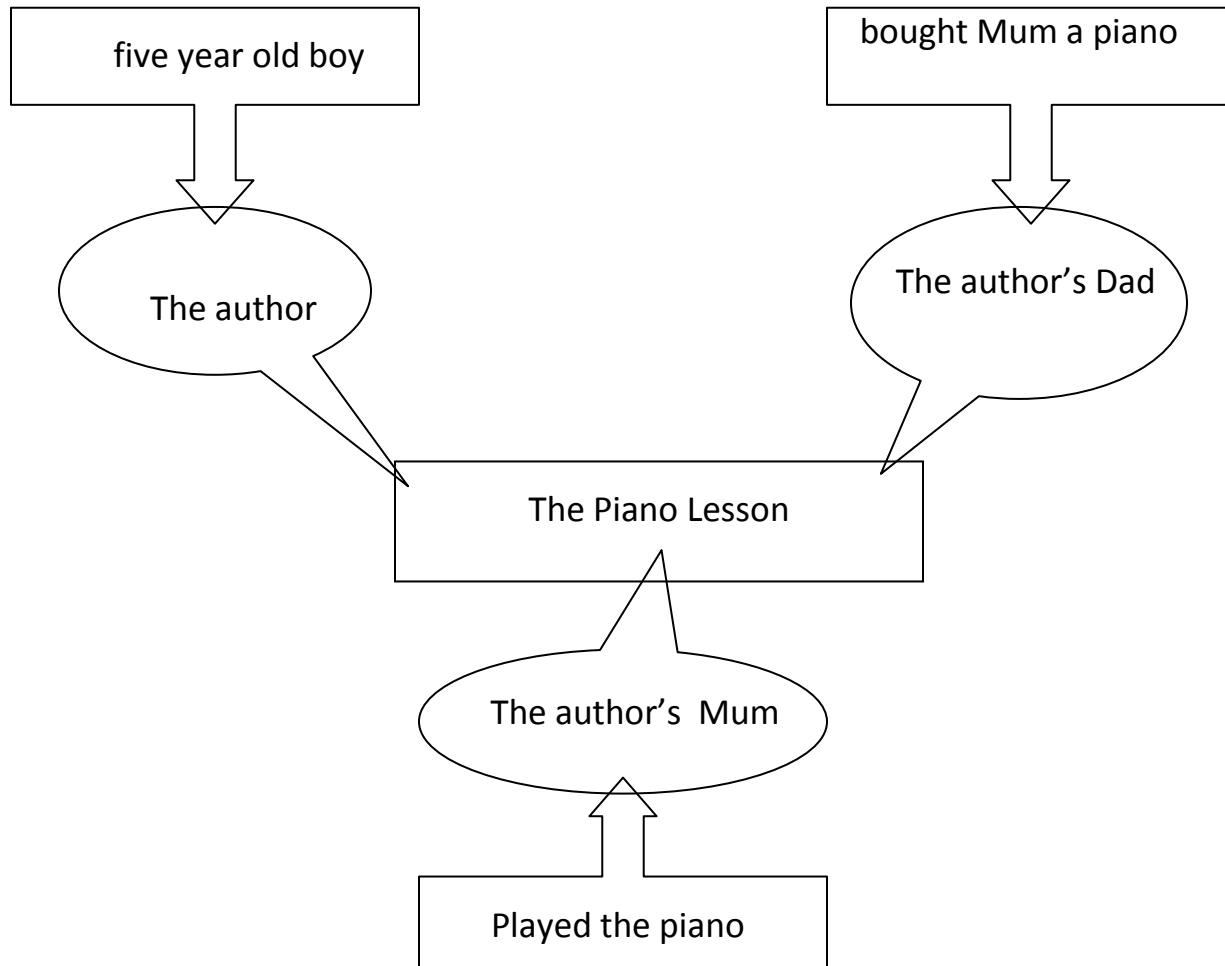 five year old boy
bought Mum a piano
The author
The author’s Dad
The Piano Lesson
The author’s  Mum
Played the piano